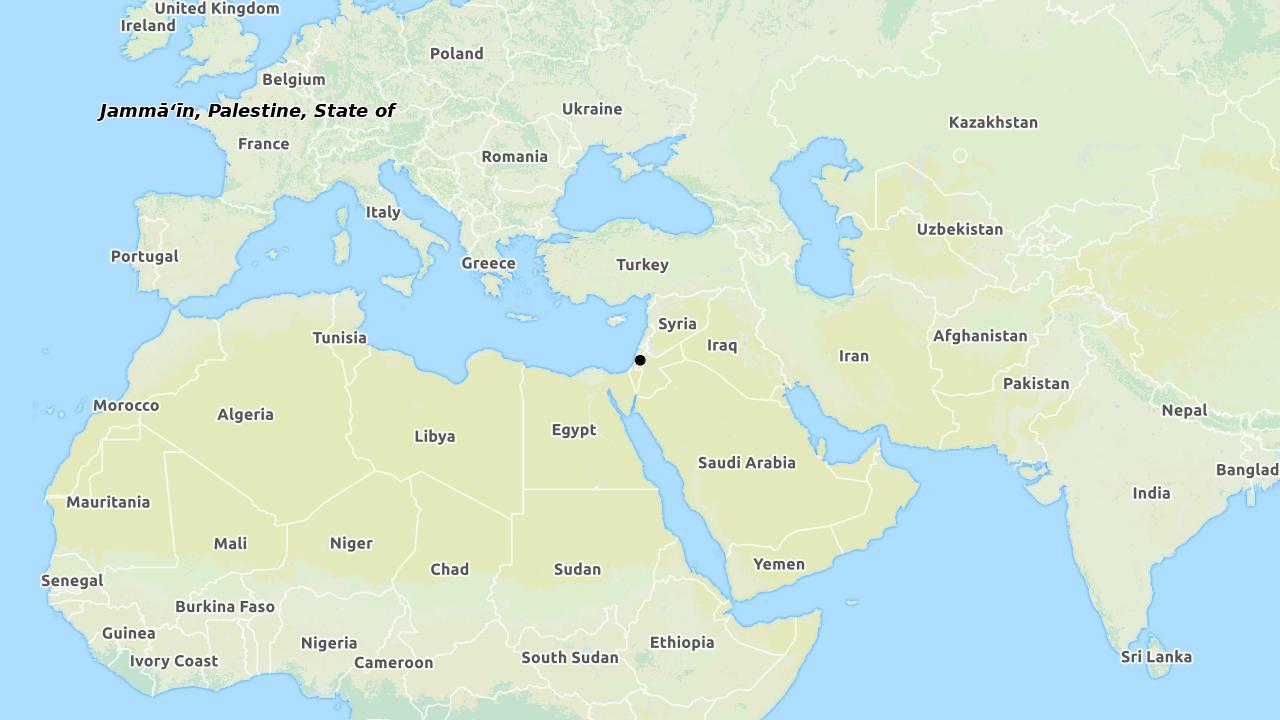 United Kingdom
Ireland
Poland
Belgium
Jammā‘īn, Palestine, State of
Ukraine
Kazakhstan
France
Romania
Italy
Uzbekistan
Portugal
Greece
Turkey
Tunisia
Syria
Iraq
Iran
Afghanistan
Pakistan
Morocco
Algeria
Nepal
Libya
Egypt
Saudi Arabia
Banglad
India
Mauritania
Mali
Niger
Chad
Sudan
Yemen
Senegal
Burkina Faso
Guinea
Nigeria
Ethiopia
Ivory Coast
Cameroon
South Sudan
Sri Lanka